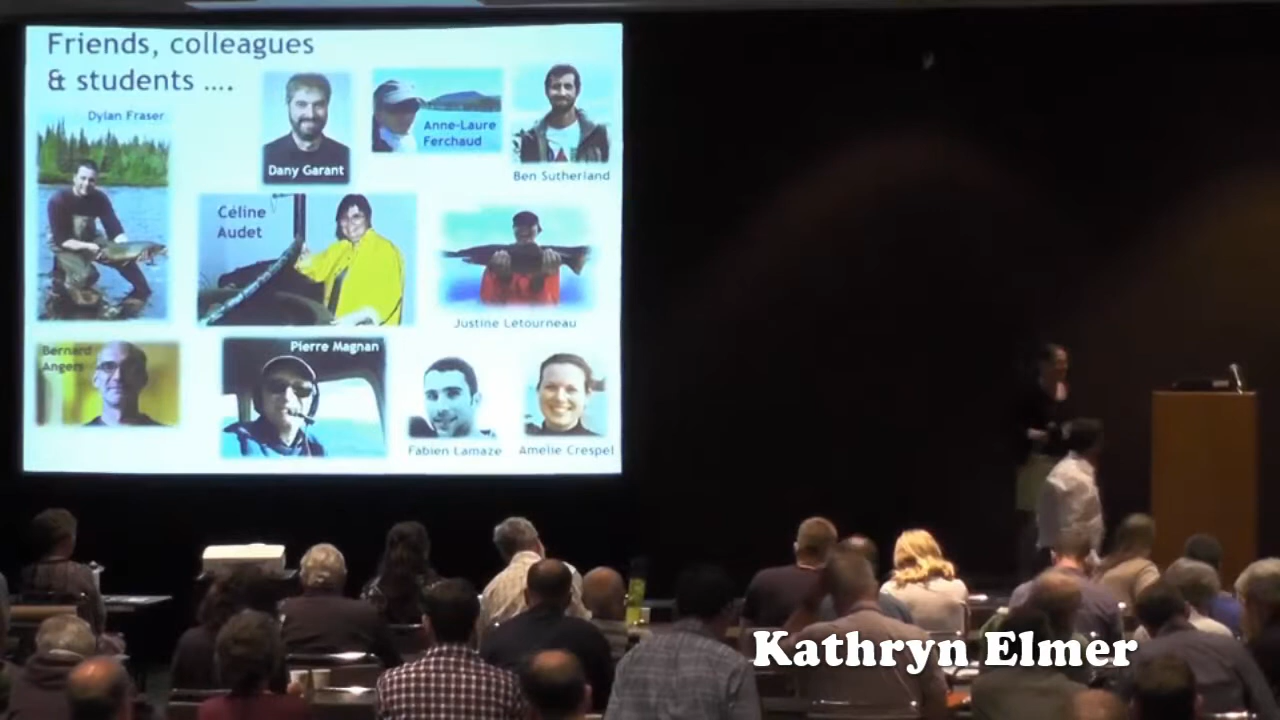 Friends, colleagues
& students ....
Dylan Fraser
Dany Garant
Anne-Laure
Ferchaud
Ben Sutherland
Céline
Audet
Justine Letourneau
Bernard
Angers
Pierre Magnan
Fabien Lamaze
Amelie Crespel
Kathryn Elmer